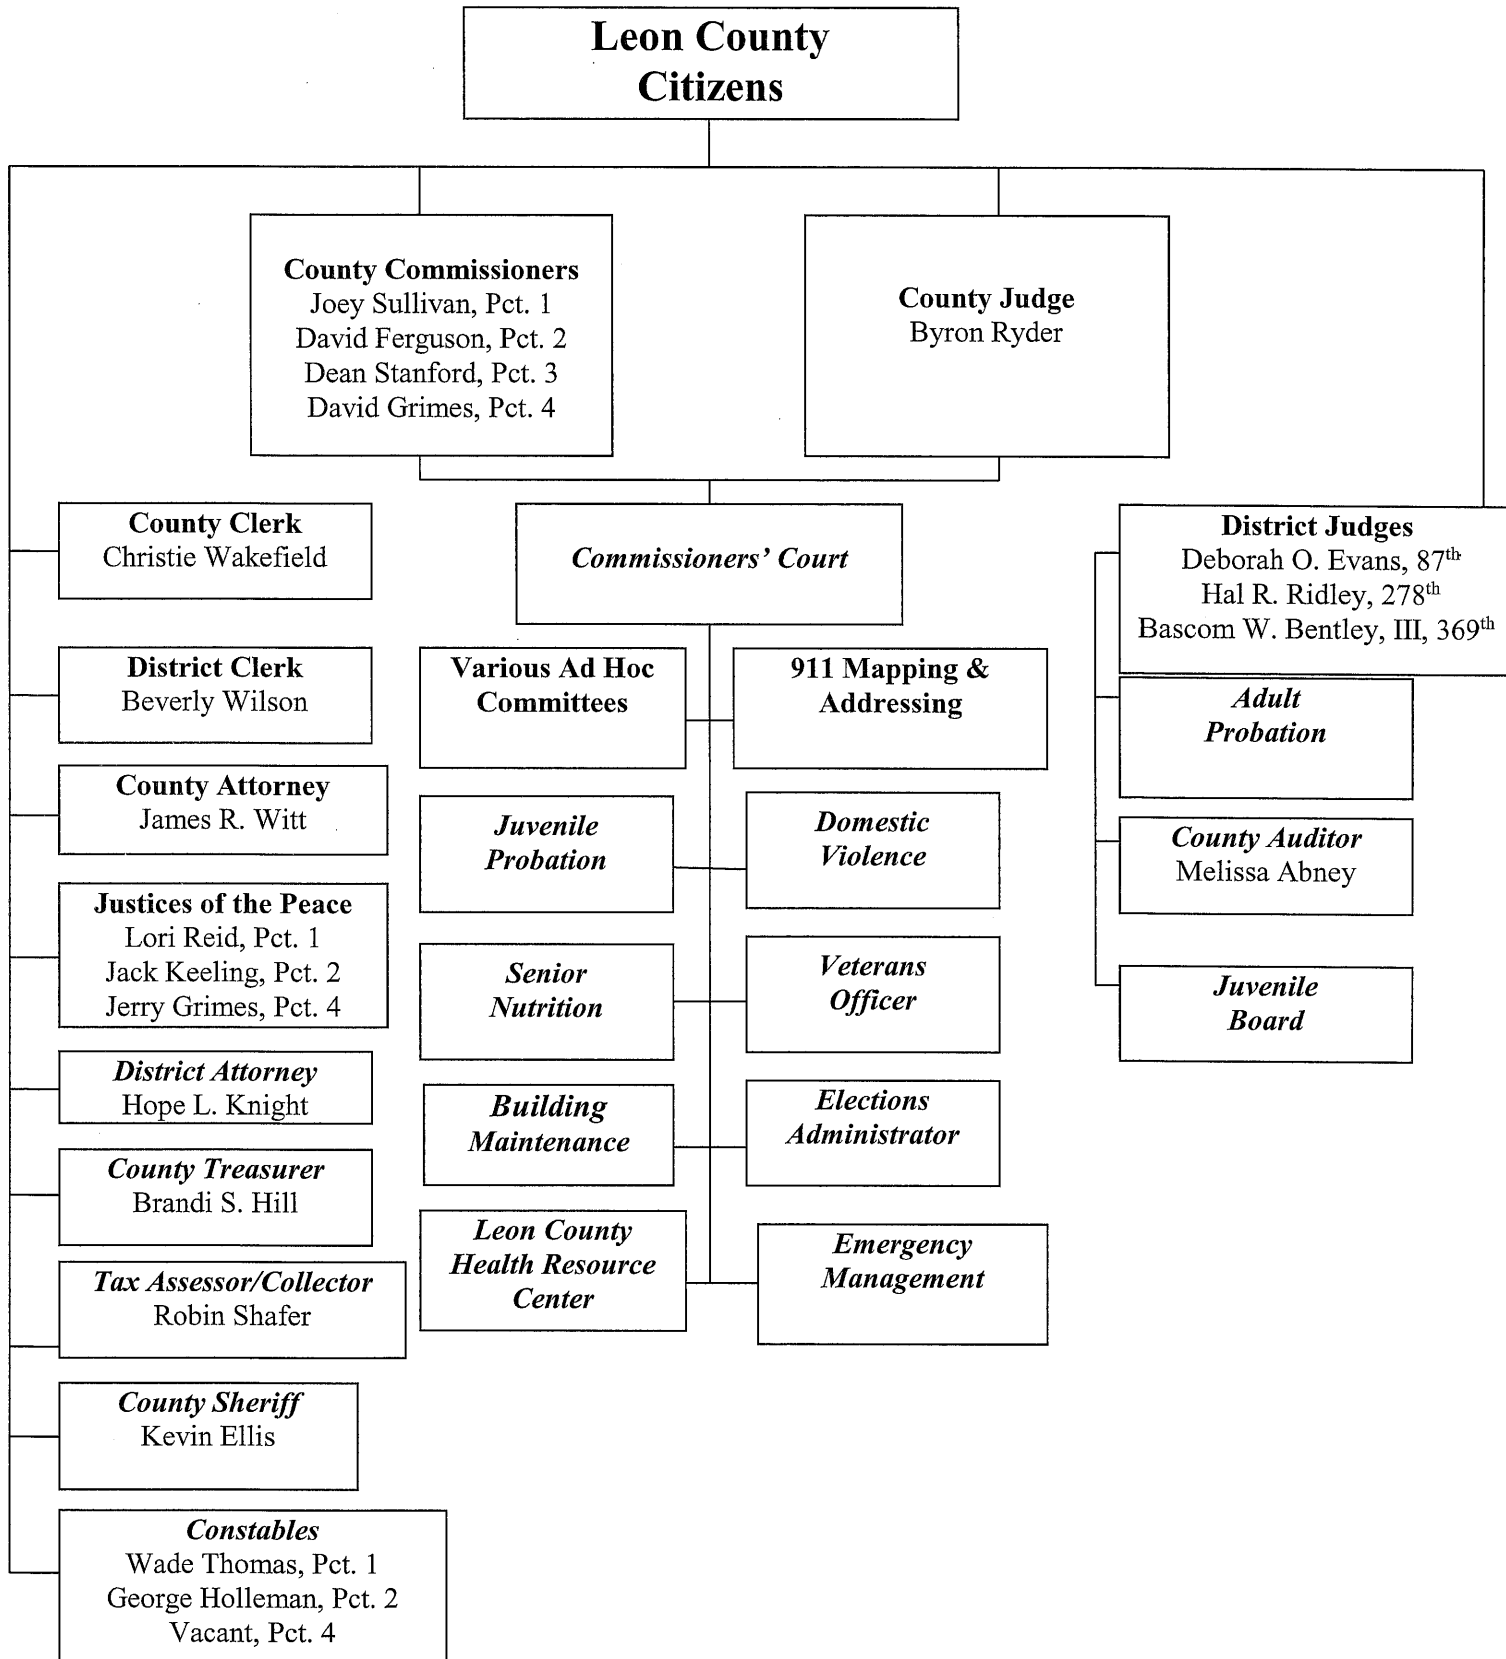 Leon County
Citizens
County Commissioners
Joey Sullivan, Pct. 1
David Ferguson, Pct. 2
Dean Stanford, Pct. 3
David Grimes, Pct. 4
County Judge
Byron Ryder
County Clerk
Christie Wakefield
District Clerk
Beverly Wilson
County Attorney
James R. Witt
Justices of the Peace
Lori Reid, Pct. 1
Jack Keeling, Pct. 2
Jerry Grimes, Pct. 4
District Attorney
Hope L. Knight
County Treasurer
Brandi S. Hill
Tax Assessor/Collector
Robin Shafer
County Sheriff
Kevin Ellis
Constables
Wade Thomas, Pct. 1
George Holleman, Pct. 2
Vacant, Pct. 4
Commissioners’ Court
Various Ad Hoc
Committees
911 Mapping &
Addressing
Juvenile
Probation
Domestic
Violence
Senior
Nutrition
Veterans
Officer
Building
Maintenance
Elections
Administrator
Leon County
Health Resource
Center
Emergency
Management
District Judges
Deborah O. Evans, 87th
Hal R. Ridley, 278th
Bascom W. Bentley, III, 369th
Adult
Probation
County Auditor
Melissa Abney
Juvenile
Board